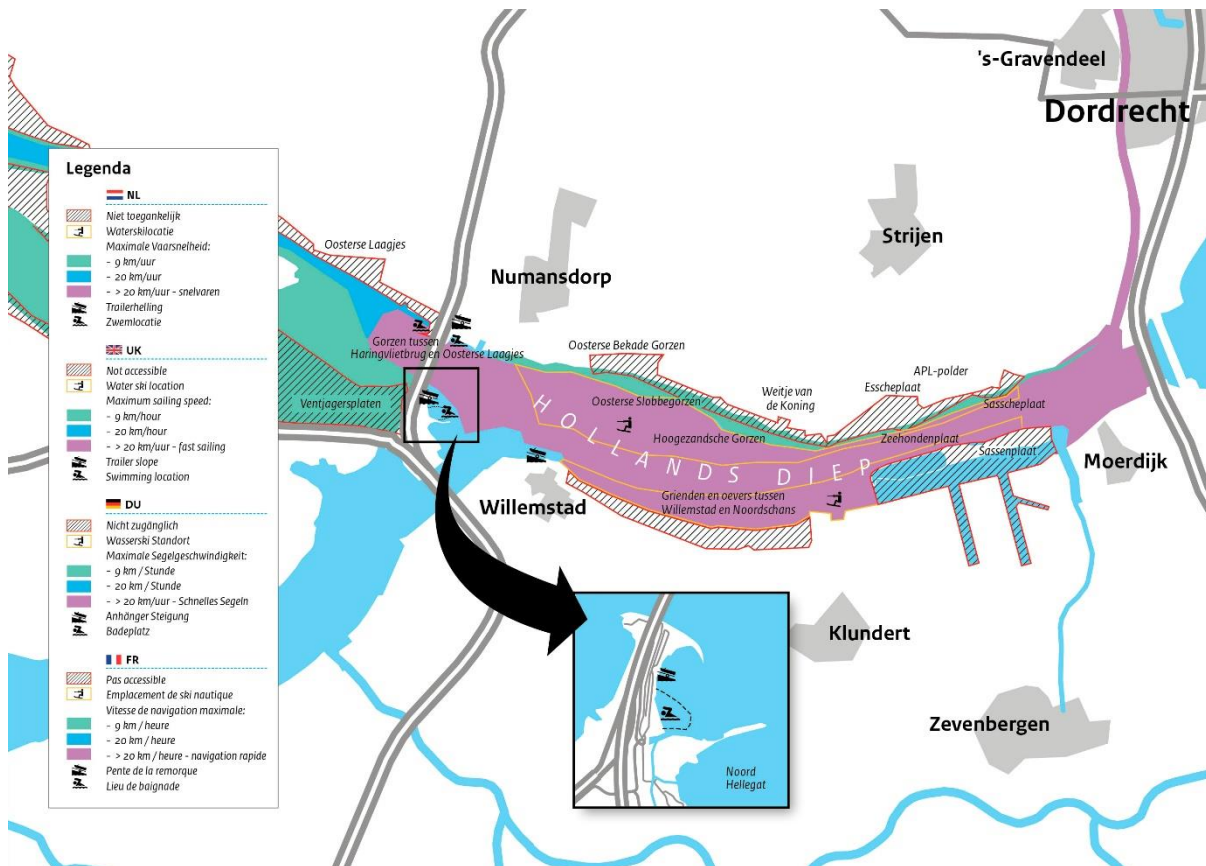 's-Gravendeel
Dordrecht
Strijen
Numansdorp
Oosterse Laagjes
Gorzen tussen
Haringvlietbrug en Oosterse Laagjes
Ventjagersplaten
Oosterse Bekade Gorzen
Weitje van
de Koning
APL-polder
Esscheplaat
Sasscheplaat
Oosterse Slobbegorzen
Hoogezandsche Gorzen
Zeehondenplaat
Sassenplaat
HOLLANDS DIEP
Grienden en oevers tussen
Willemstad en Noordschans
Moerdijk
Willemstad
Klundert
Zevenbergen
Noord
Hellegat
Legenda
NL
Niet toegankelijk
Waterskilocatie
Maximale Vaarsnelheid:
- 9 km/uur
- 20 km/uur
- > 20 km/uur - snelvaren
Trailerhelling
Zwemlocatie
UK
Not accessible
Water ski location
Maximum sailing speed:
- 9 km/hour
- 20 km/hour
- > 20 km/uur - fast sailing
Trailer slope
Swimming location
DU
Nicht zugänglich
Wasserski Standort
Maximale Segelgeschwindigkeit:
- 9 km / Stunde
- 20 km / Stunde
- > 20 km/uur - Schnelles Segeln
Anhänger Steigung
Badeplatz
FR
Pas accessible
Emplacement de ski nautique
Vitesse de navigation maximale:
- 9 km / heure
- 20 km / heure
- > 20 km / heure - navigation rapide
Pente de la remorque
Lieu de baignade